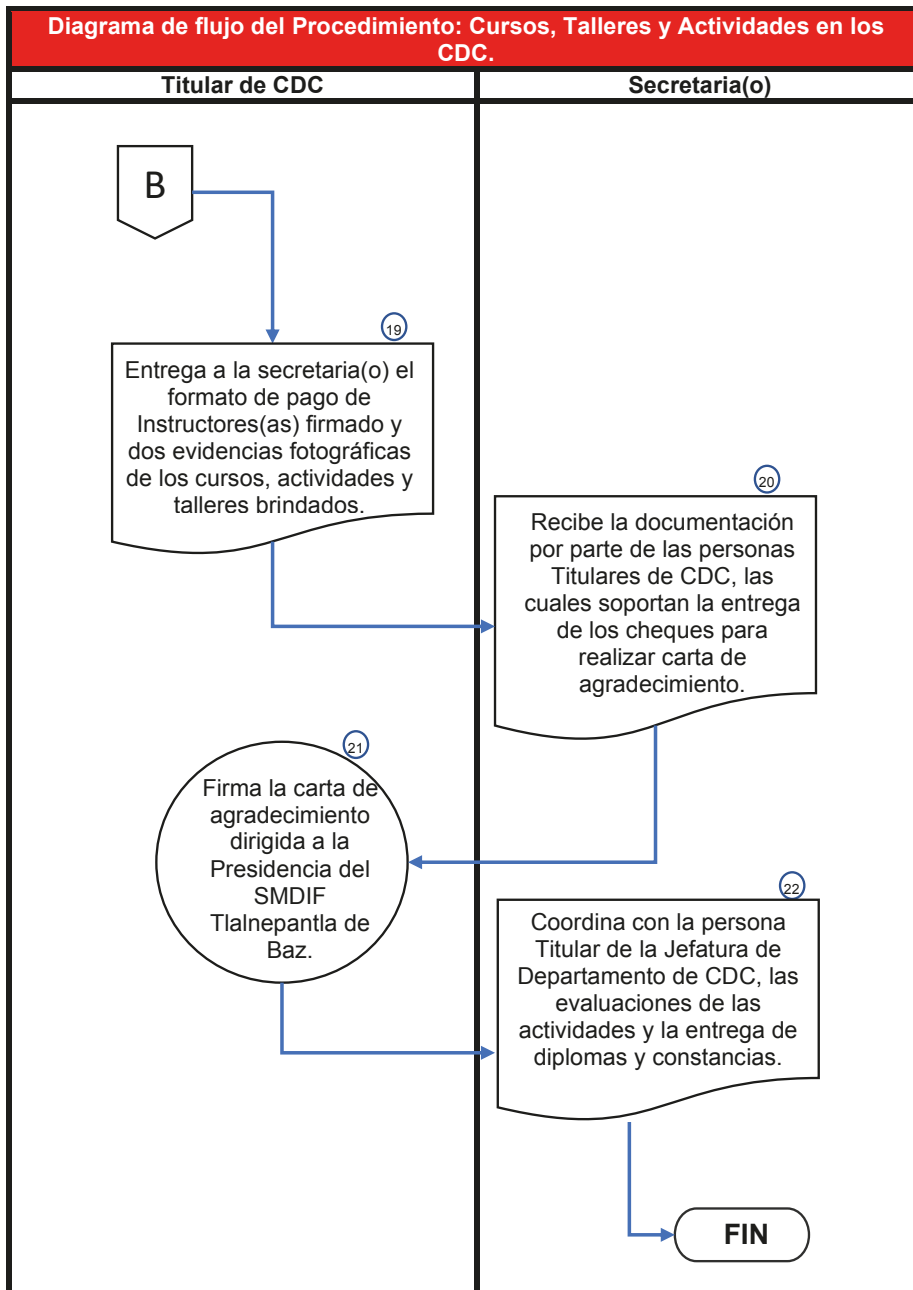 Diagrama de flujo del Procedimiento: Cursos, Talleres y Actividades en los
CDC.
Titular de CDC
Secretaria(o)
B
19
Entrega a la secretaria(o) el
formato de pago de
Instructores(as) firmado y
dos evidencias fotográficas
de los cursos, actividades y
talleres brindados.
20
Recibe la documentación
por parte de las personas
Titulares de CDC, las
cuales soportan la entrega
de los cheques para
realizar carta de
agradecimiento.
21
Firma la carta de
agradecimiento
dirigida a la
Presidencia del
SMDIF
Tlalnepantla de
Baz.
22
Coordina con la persona
Titular de la Jefatura de
Departamento de CDC, las
evaluaciones de las
actividades y la entrega de
diplomas y constancias.
FIN